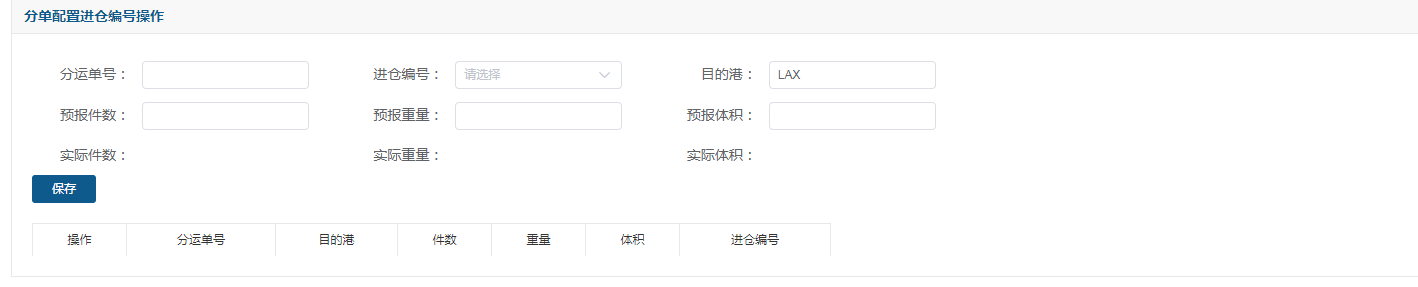 分单配置进仓编号操作
分运单号： 进仓编号： 请选择 目的港： LAX
预报件数： 预报重量： 预报体积：
实际件数： 实际重量： 实际体积：
保存
操作 分运单号 目的港 件数 重量 体积 进仓编号